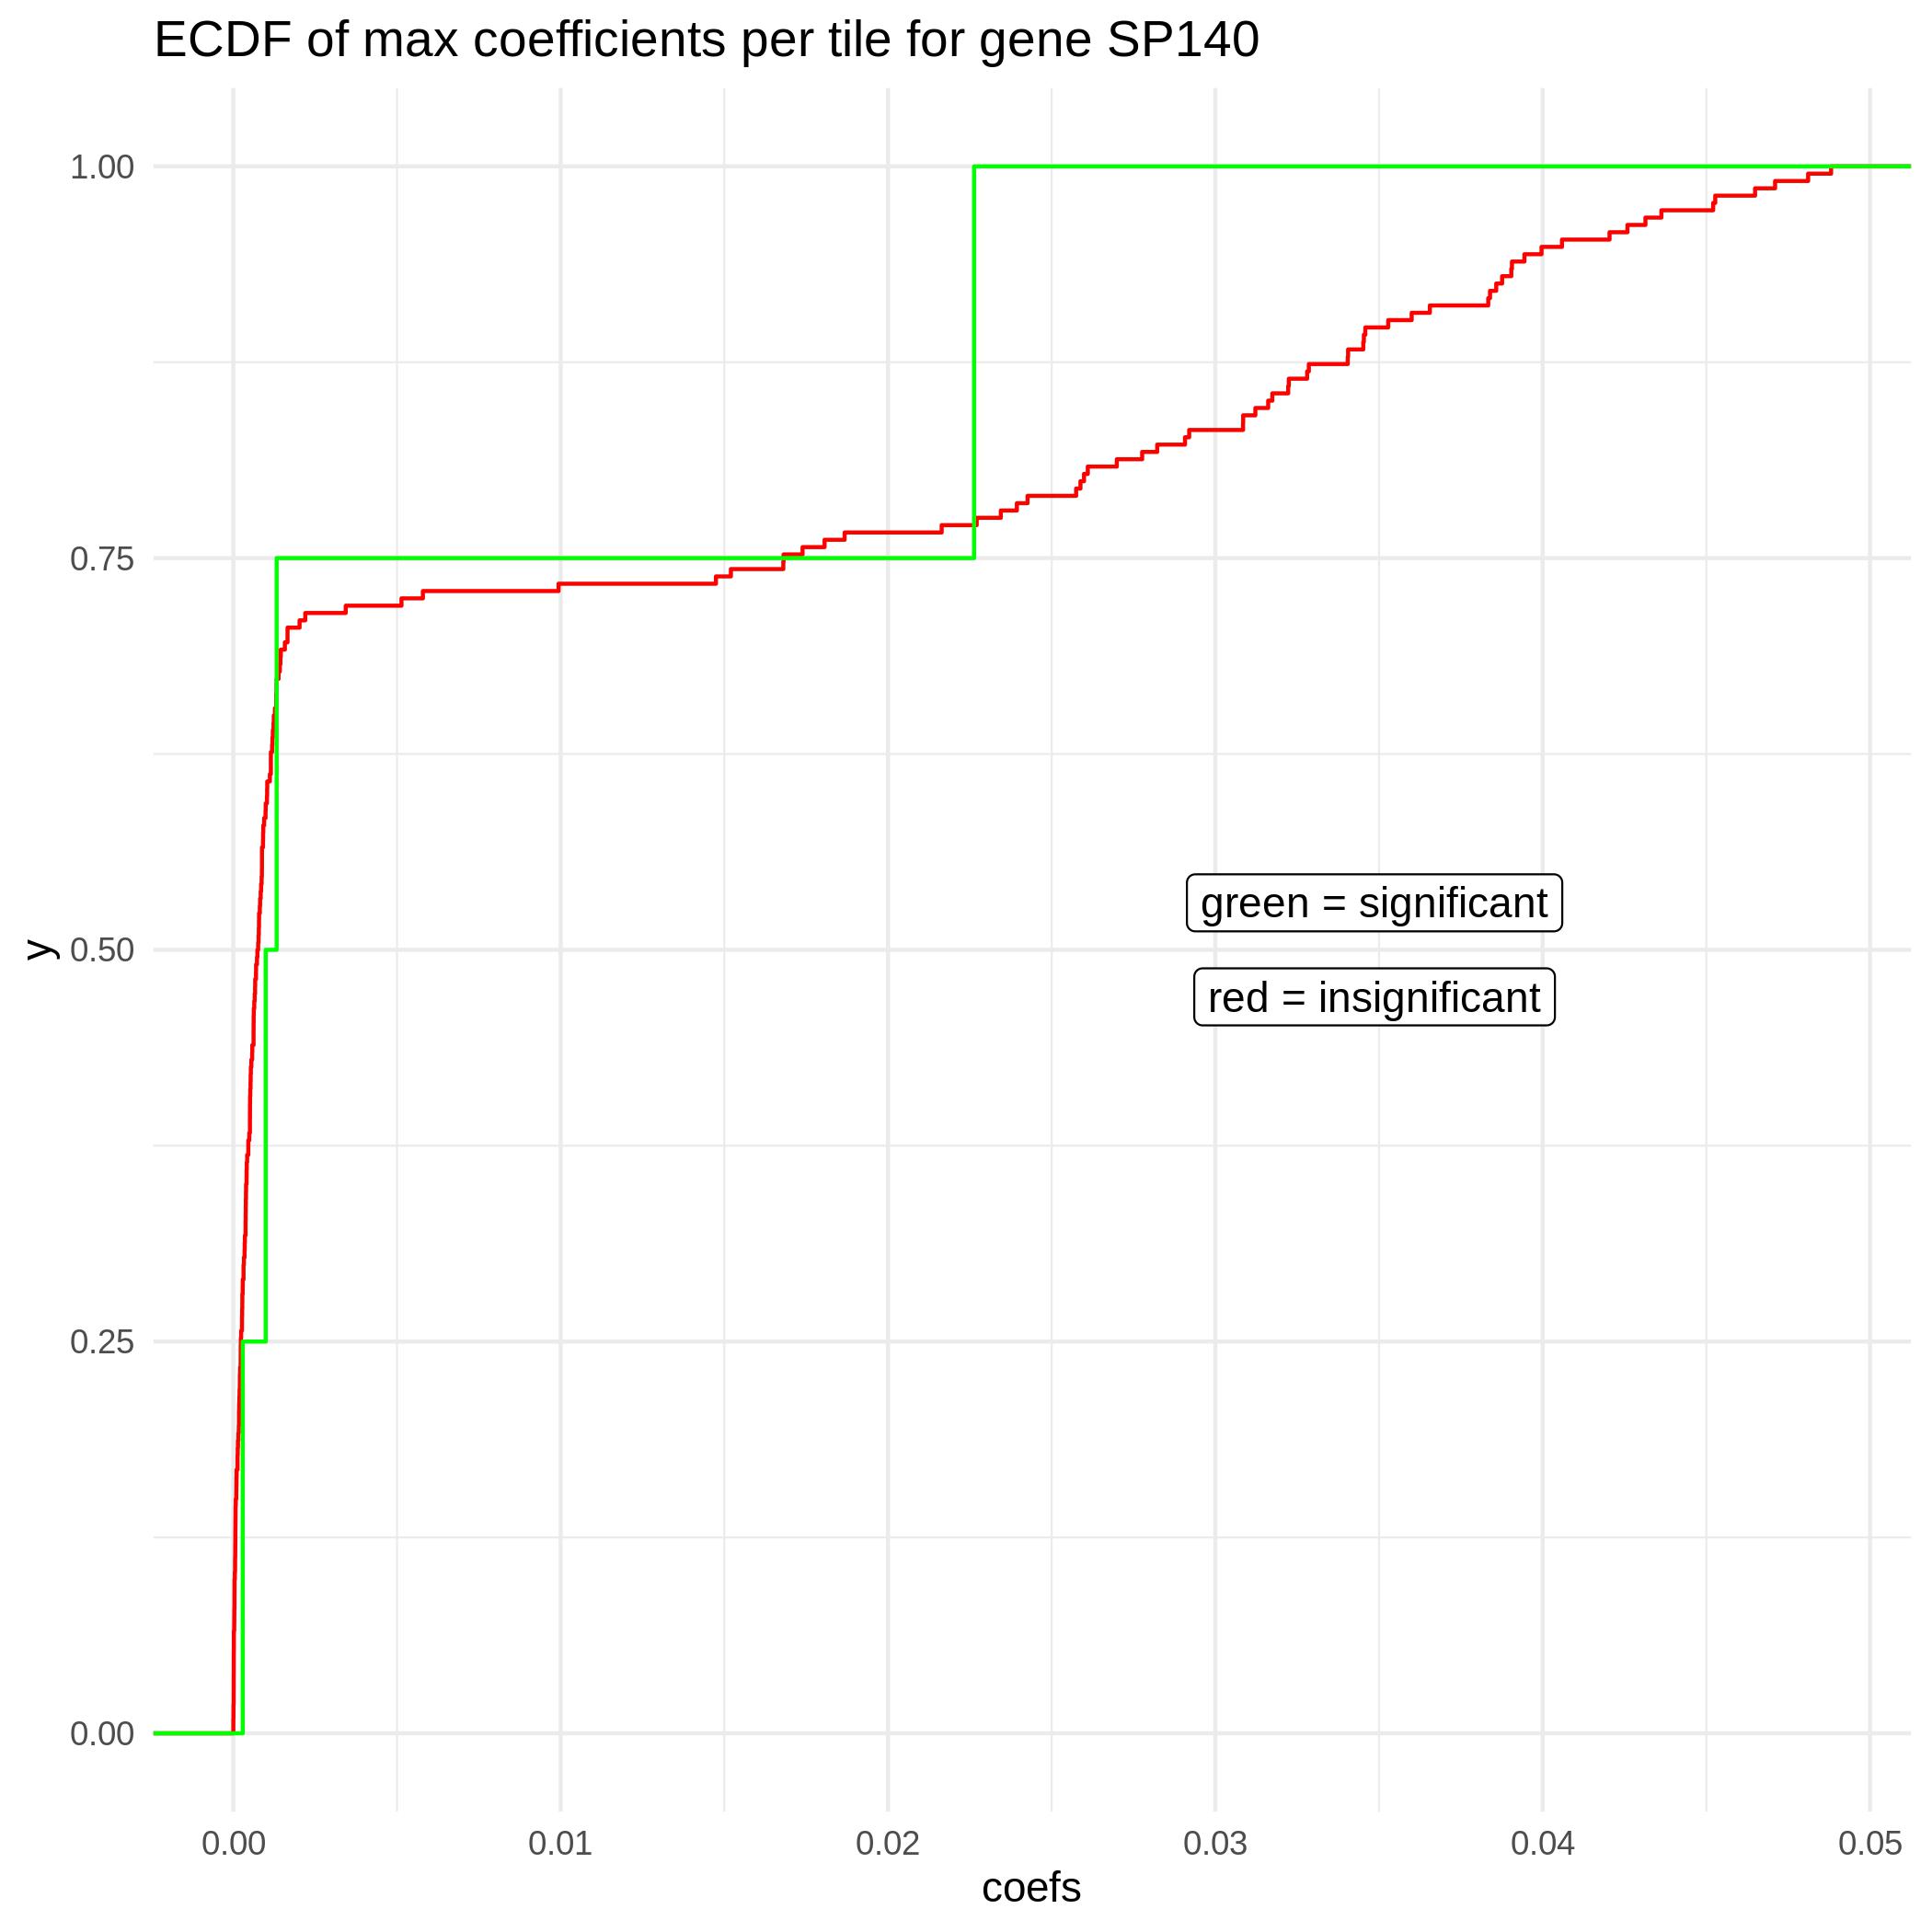 ECDF of max coefficients per tile for gene SP140
1.00
0.75
0.50
0.25
0.00
y
green = significant
red = insignificant
0.00 0.01 0.02 0.03 0.04 0.05
coefs